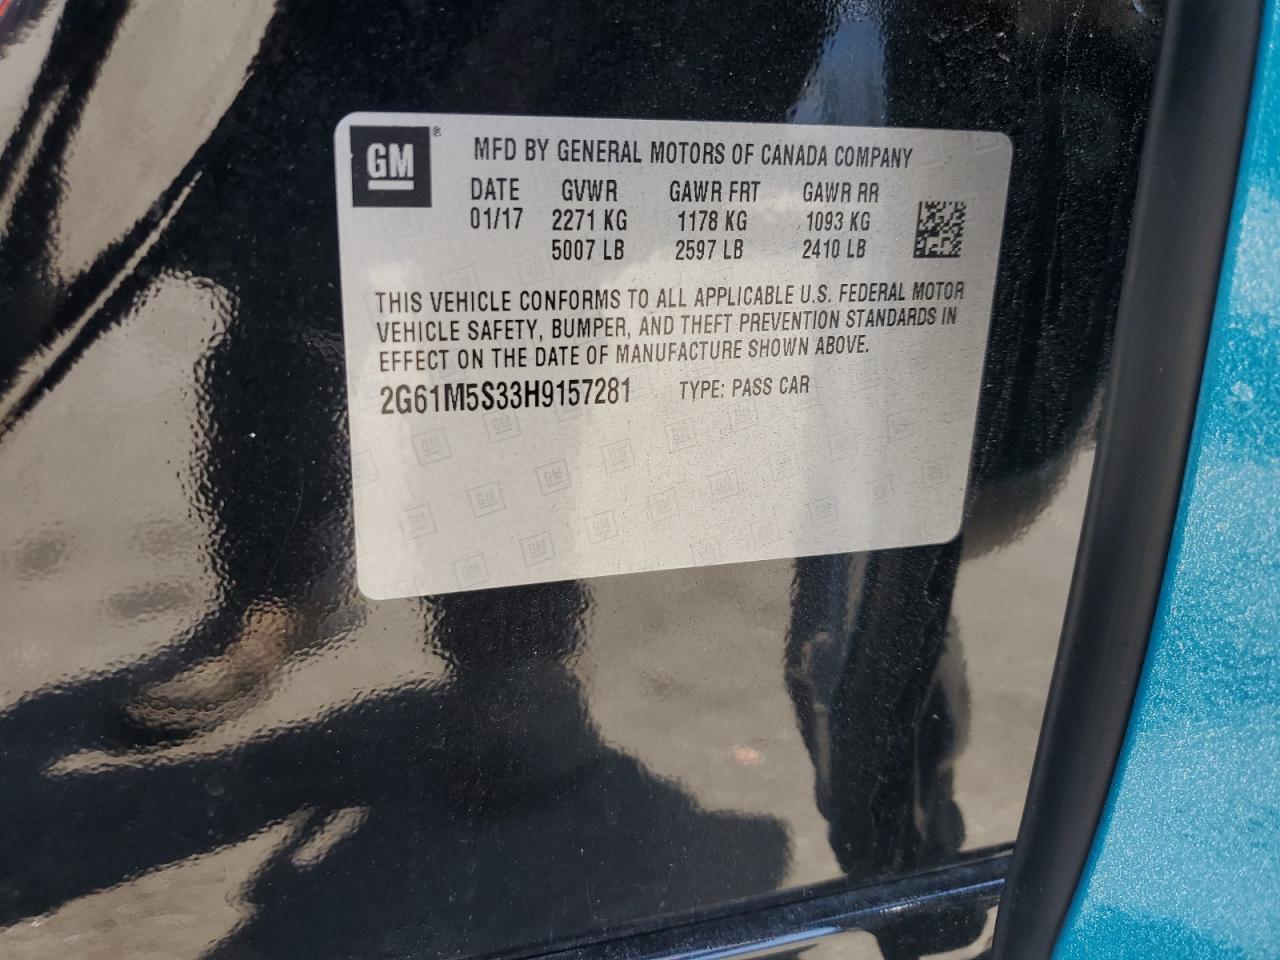 GM®
MFD BY GENERAL MOTORS OF CANADA COMPANY
DATE GVWR GAWR FRT GAWR RR
01/17 2271 KG 1178 KG 1093 KG
5007 LB 2597 LB 2410 LB
THIS VEHICLE CONFORMS TO ALL APPLICABLE U.S. FEDERAL MOTOR
VEHICLE SAFETY, BUMPER, AND THEFT PREVENTION STANDARDS IN
EFFECT ON THE DATE OF MANUFACTURE SHOWN ABOVE.
2G61M5S33H9157281 TYPE: PASS CAR